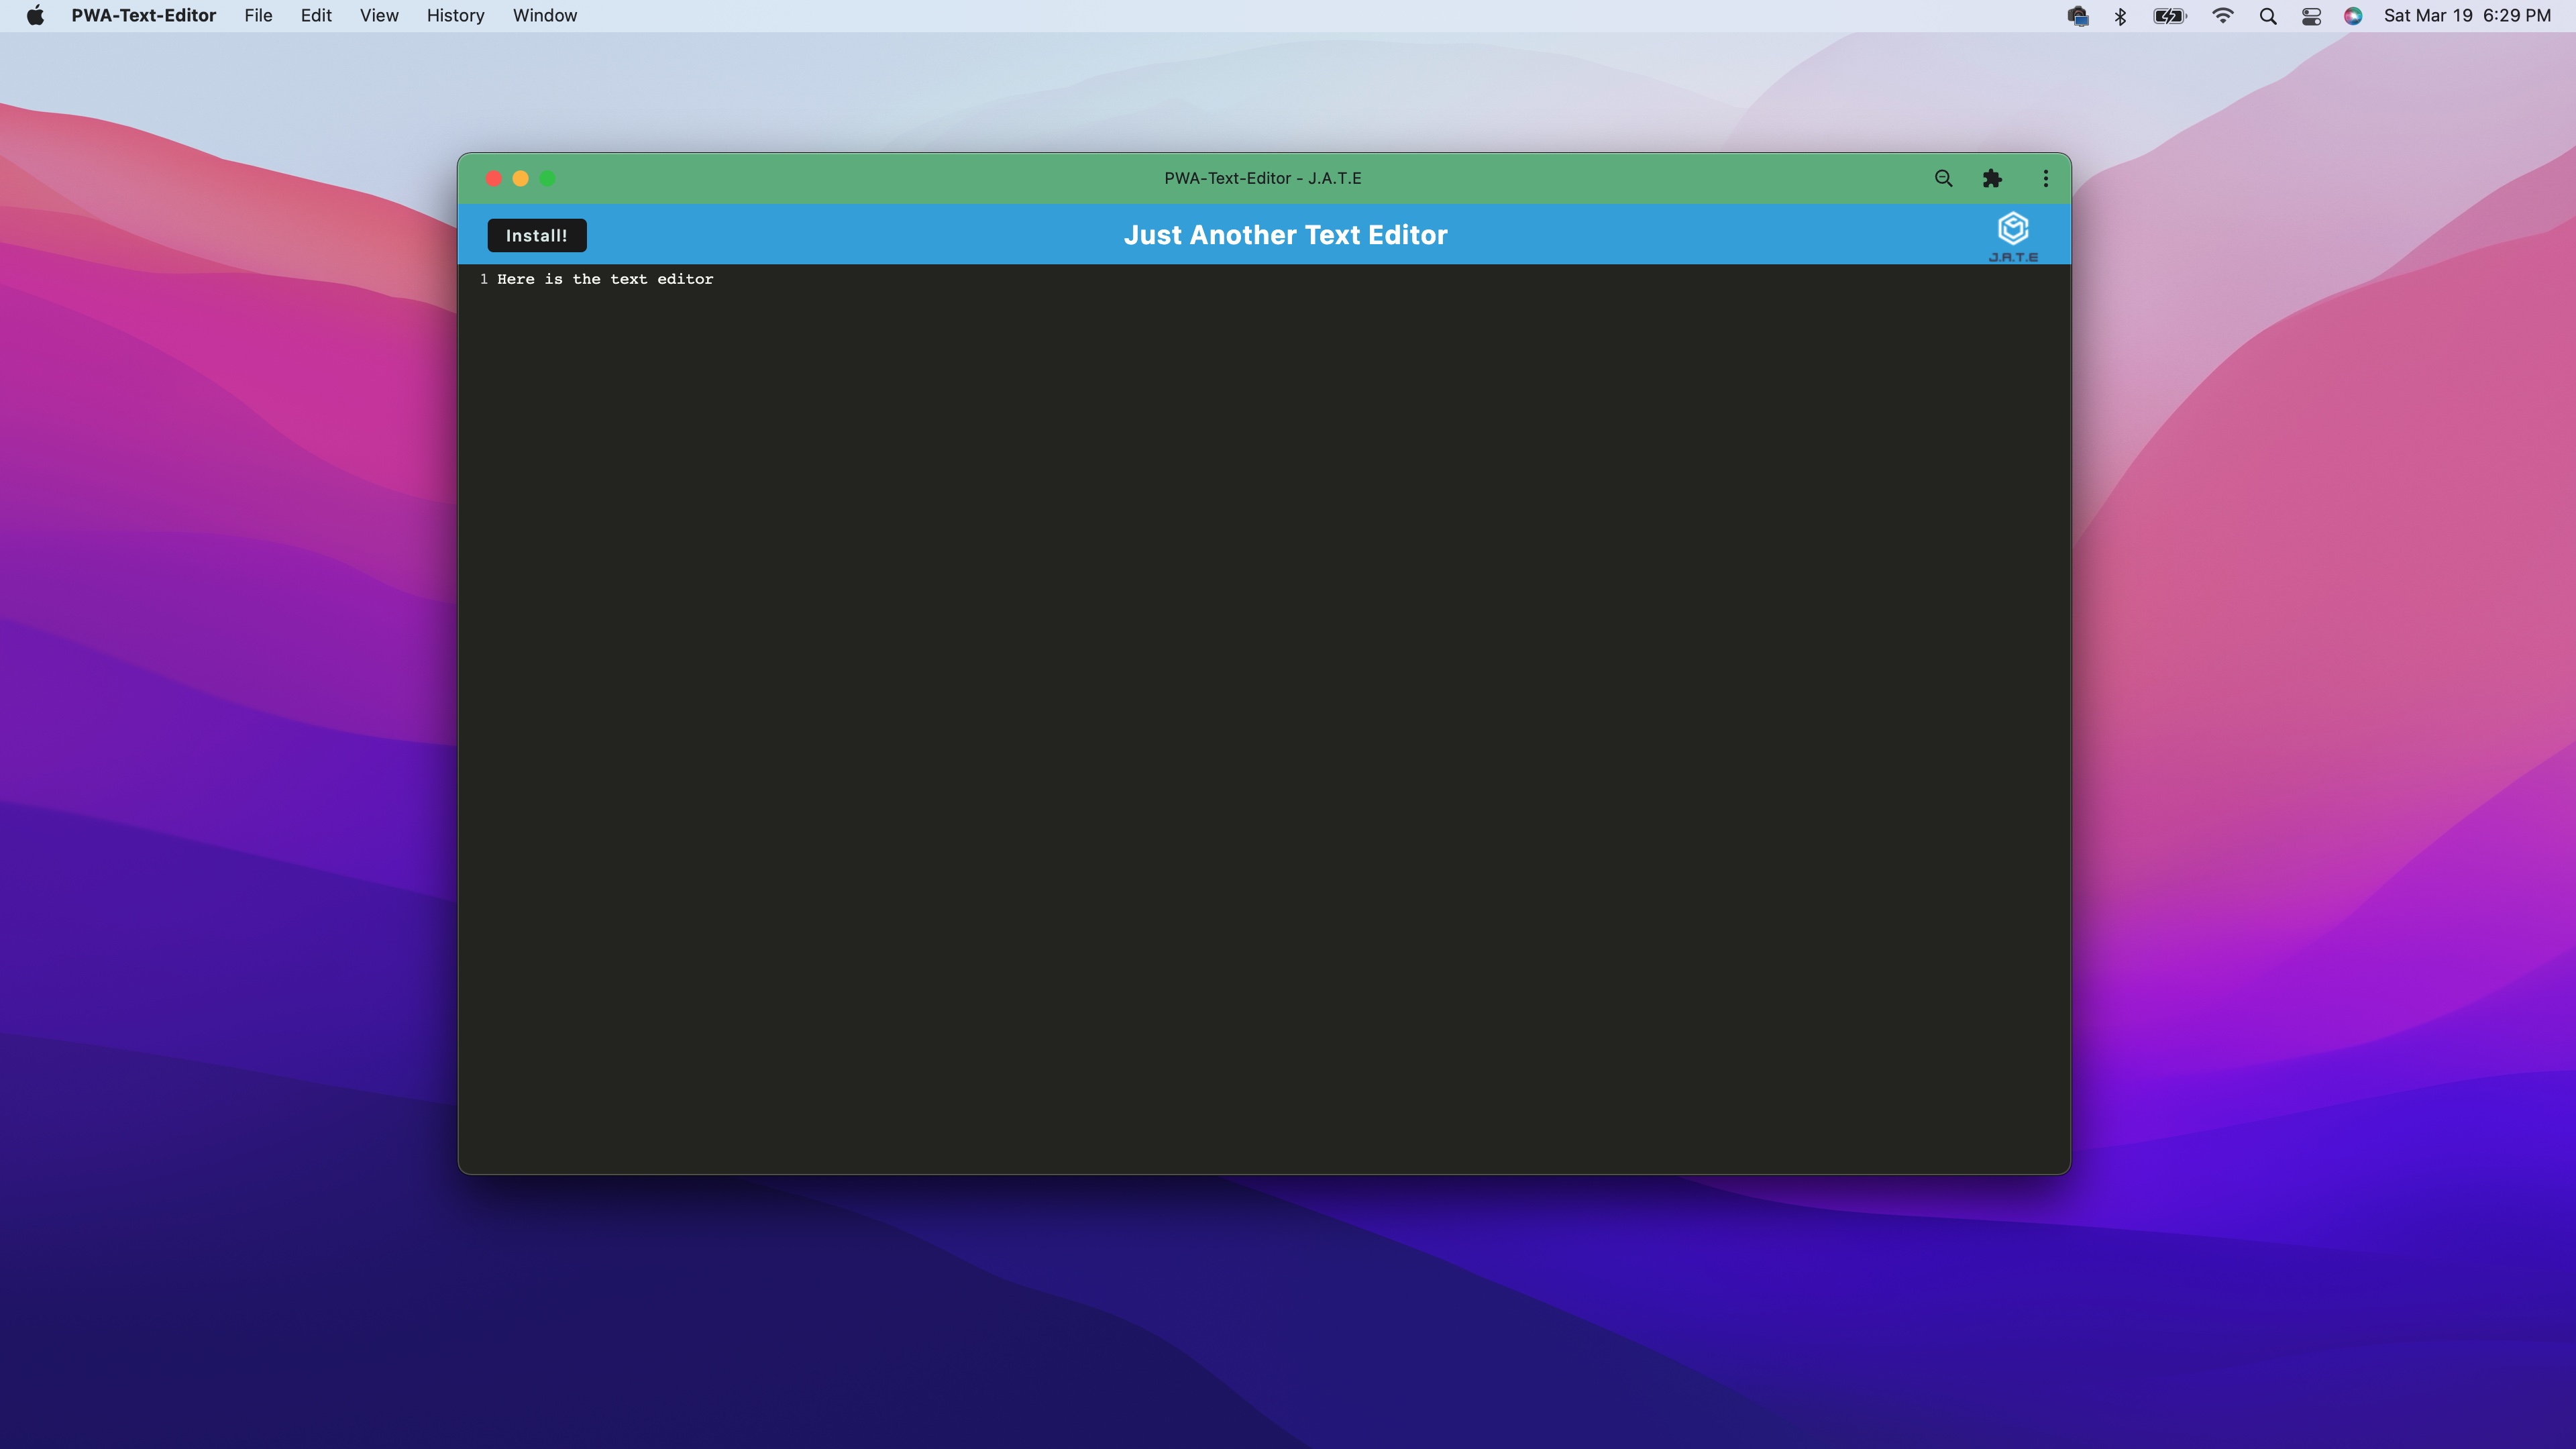 PWA-Text-Editor File Edit View History Window Sat Mar 19 6:29 PM
PWA-Text-Editor - J.A.T.E
Install! Just Another Text Editor
J.A.T.E
1 Here is the text editor